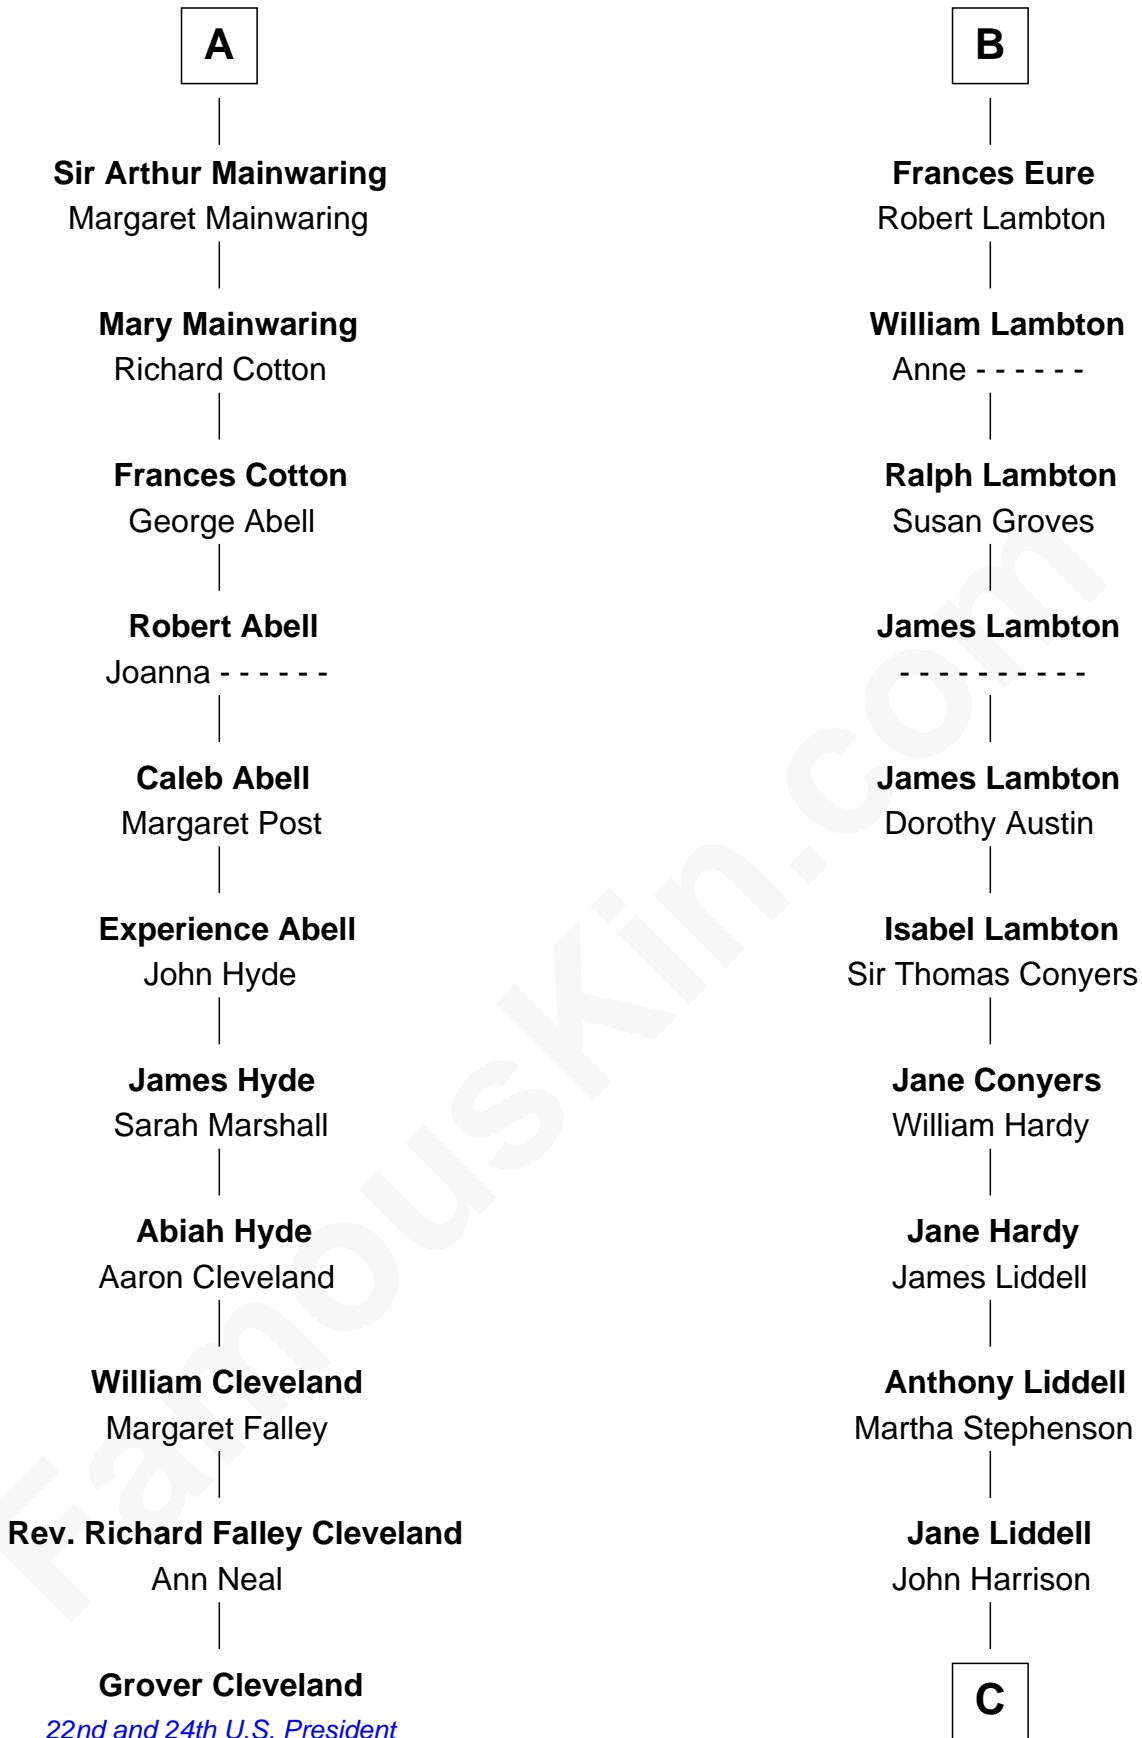 A
Sir Arthur Mainwaring
Margaret Mainwaring
Mary Mainwaring
Richard Cotton
Frances Cotton
George Abell
Robert Abell
Joanna - - - - - -
Caleb Abell
Margaret Post
Experience Abell
John Hyde
James Hyde
Sarah Marshall
Abiah Hyde
Aaron Cleveland
William Cleveland
Margaret Falley
Rev. Richard Falley Cleveland
Ann Neal
Grover Cleveland
22nd and 24th U.S. President
B
Frances Eure
Robert Lambton
William Lambton
Anne - - - - - -
Ralph Lambton
Susan Groves
James Lambton
- - - - - - - - - -
James Lambton
Dorothy Austin
Isabel Lambton
Sir Thomas Conyers
Jane Conyers
William Hardy
Jane Hardy
James Liddell
Anthony Liddell
Martha Stephenson
Jane Liddell
John Harrison
C
FamousKin.com